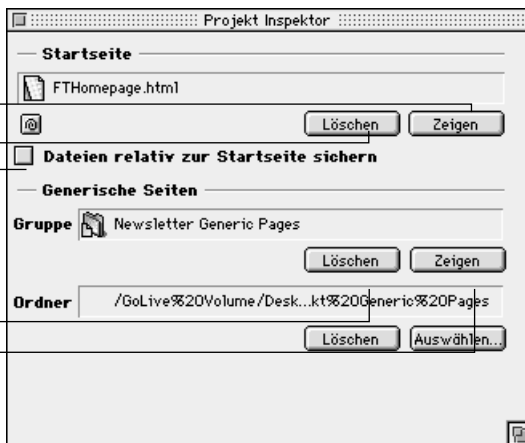 Projekt Inspektor
Startseite
FTHomepage.html
Löschen Zeigen
Dateien relativ zur Startseite sichern
Generische Seiten
Gruppe Newsletter Generic Pages
Löschen Zeigen
Ordner /GoLive%20Volume/Desk...kt%20Generic%20Pages
Löschen Auswählen...